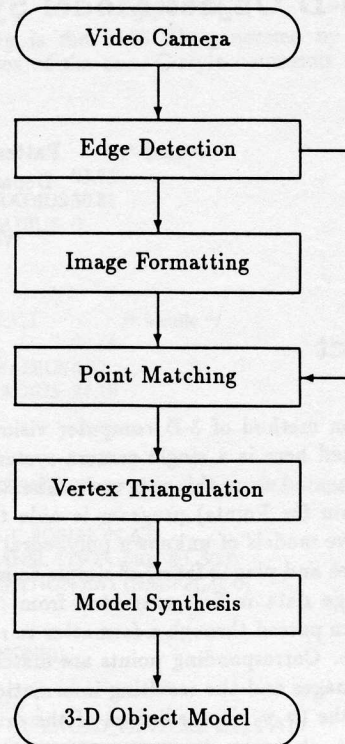 Video Camera
Edge Detection
Image Formatting
Point Matching
Vertex Triangulation
Model Synthesis
3-D Object Model